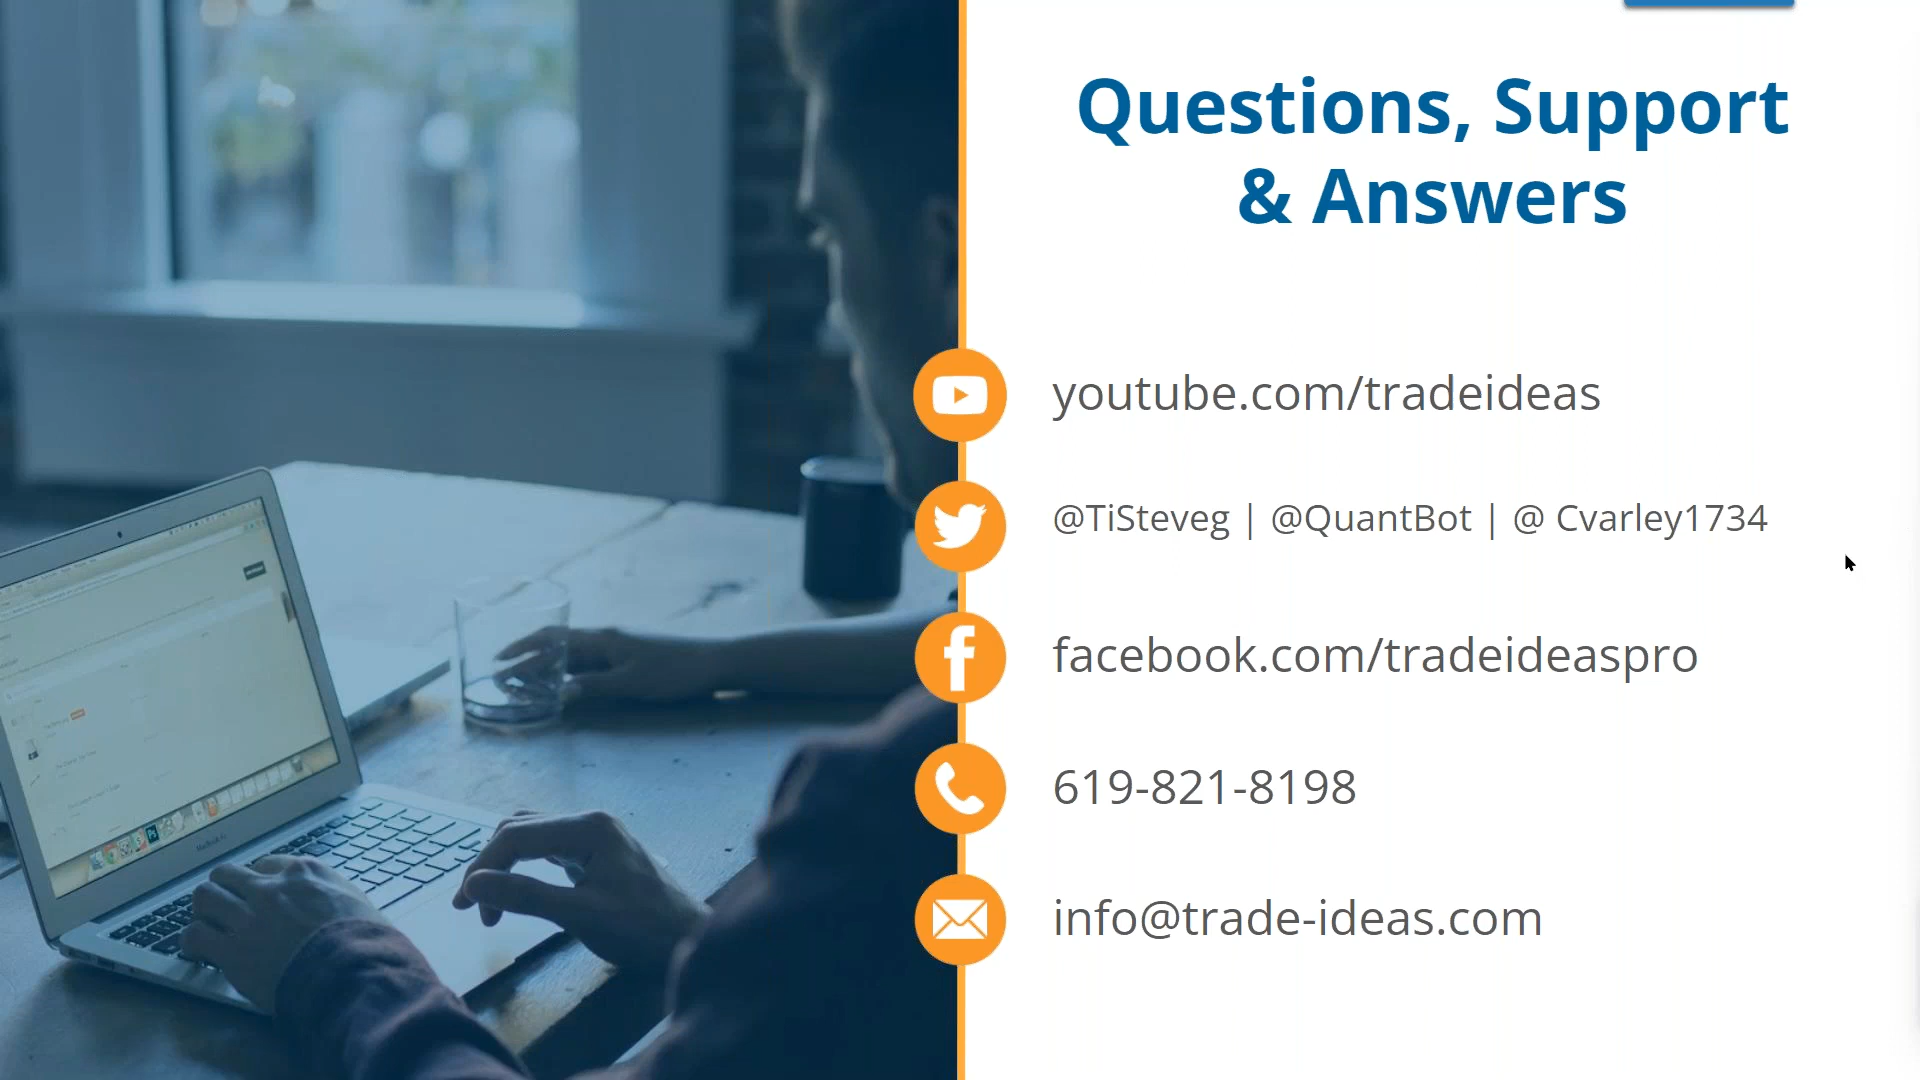 Questions, Support
& Answers
youtube.com/tradeideas
@TiSteveg | @QuantBot | @ Cvarley1734
facebook.com/tradeideaspro
619-821-8198
info@trade-ideas.com